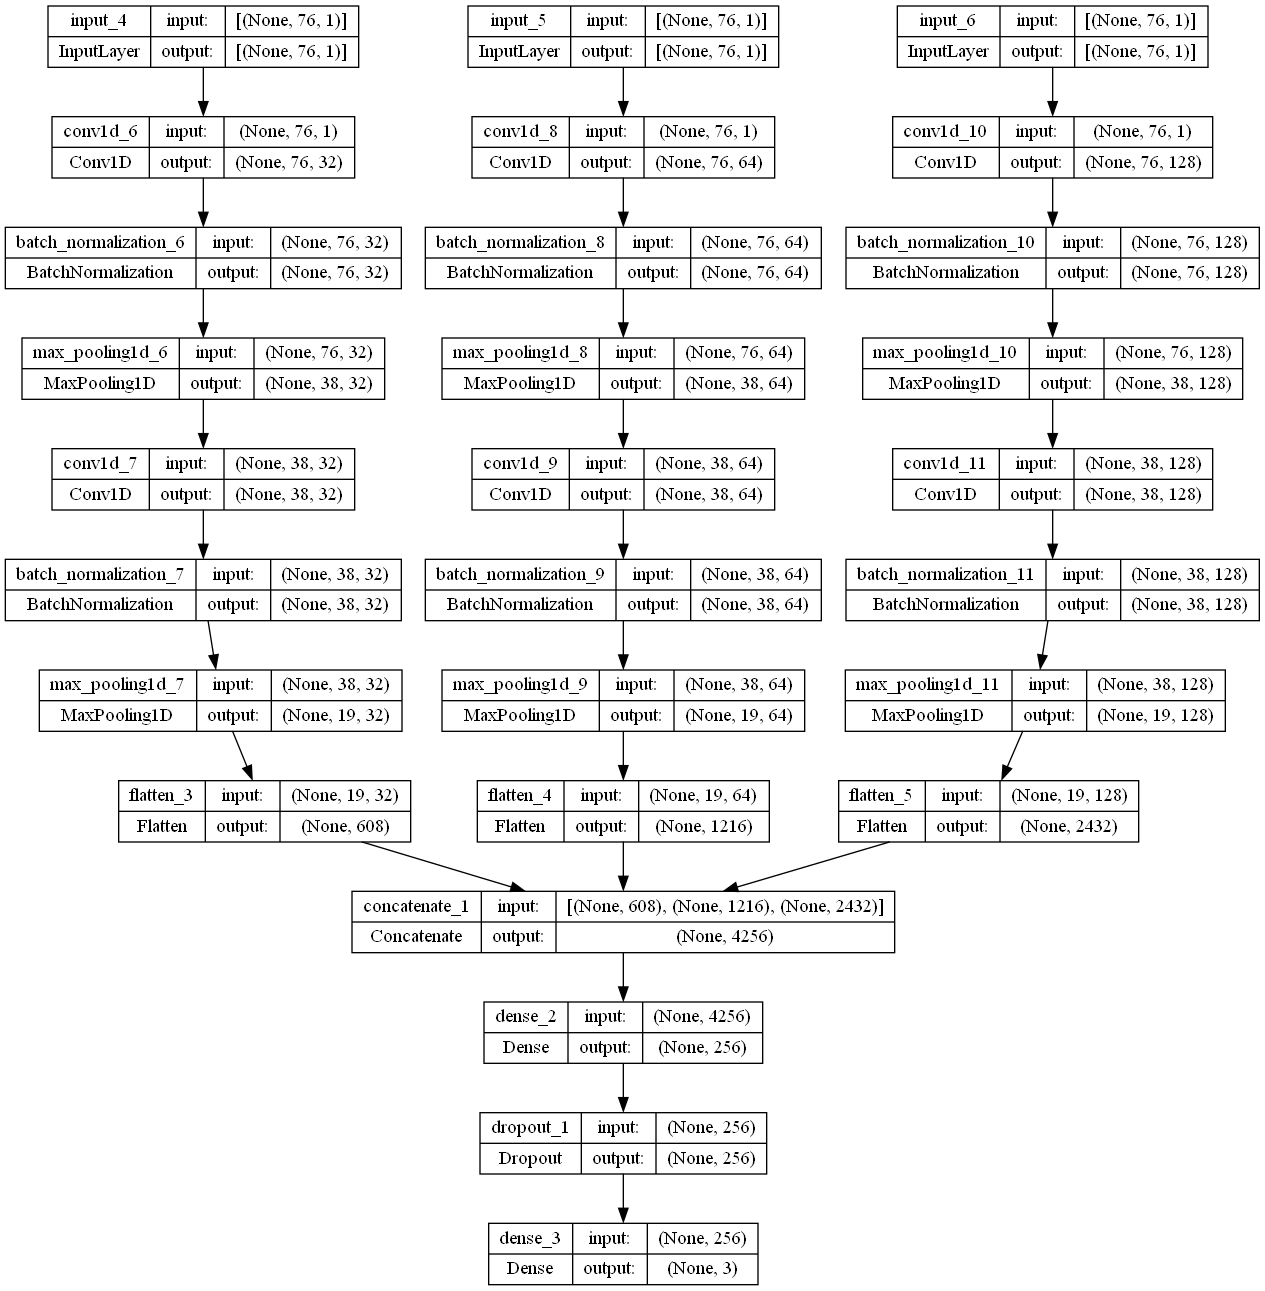 input_4 input: [(None, 76, 1)]
InputLayer output: [(None, 76, 1)]
input_5 input: [(None, 76, 1)]
InputLayer output: [(None, 76, 1)]
input_6 input: [(None, 76, 1)]
InputLayer output: [(None, 76, 1)]
conv1d_6 input: (None, 76, 1)
Conv1D output: (None, 76, 32)
conv1d_8 input: (None, 76, 1)
Conv1D output: (None, 76, 64)
conv1d_10 input: (None, 76, 1)
Conv1D output: (None, 76, 128)
batch_normalization_6 input: (None, 76, 32)
BatchNormalization output: (None, 76, 32)
batch_normalization_8 input: (None, 76, 64)
BatchNormalization output: (None, 76, 64)
batch_normalization_10 input: (None, 76, 128)
BatchNormalization output: (None, 76, 128)
max_pooling1d_6 input: (None, 76, 32)
MaxPooling1D output: (None, 38, 32)
max_pooling1d_8 input: (None, 76, 64)
MaxPooling1D output: (None, 38, 64)
max_pooling1d_10 input: (None, 76, 128)
MaxPooling1D output: (None, 38, 128)
conv1d_7 input: (None, 38, 32)
Conv1D output: (None, 38, 32)
conv1d_9 input: (None, 38, 64)
Conv1D output: (None, 38, 64)
conv1d_11 input: (None, 38, 128)
Conv1D output: (None, 38, 128)
batch_normalization_7 input: (None, 38, 32)
BatchNormalization output: (None, 38, 32)
batch_normalization_9 input: (None, 38, 64)
BatchNormalization output: (None, 38, 64)
batch_normalization_11 input: (None, 38, 128)
BatchNormalization output: (None, 38, 128)
max_pooling1d_7 input: (None, 38, 32)
MaxPooling1D output: (None, 19, 32)
max_pooling1d_9 input: (None, 38, 64)
MaxPooling1D output: (None, 19, 64)
max_pooling1d_11 input: (None, 38, 128)
MaxPooling1D output: (None, 19, 128)
flatten_3 input: (None, 19, 32)
Flatten output: (None, 608)
flatten_4 input: (None, 19, 64)
Flatten output: (None, 1216)
flatten_5 input: (None, 19, 128)
Flatten output: (None, 2432)
concatenate_1 input: [(None, 608), (None, 1216), (None, 2432)]
Concatenate output: (None, 4256)
dense_2 input: (None, 4256)
Dense output: (None, 256)
dropout_1 input: (None, 256)
Dropout output: (None, 256)
dense_3 input: (None, 256)
Dense output: (None, 3)